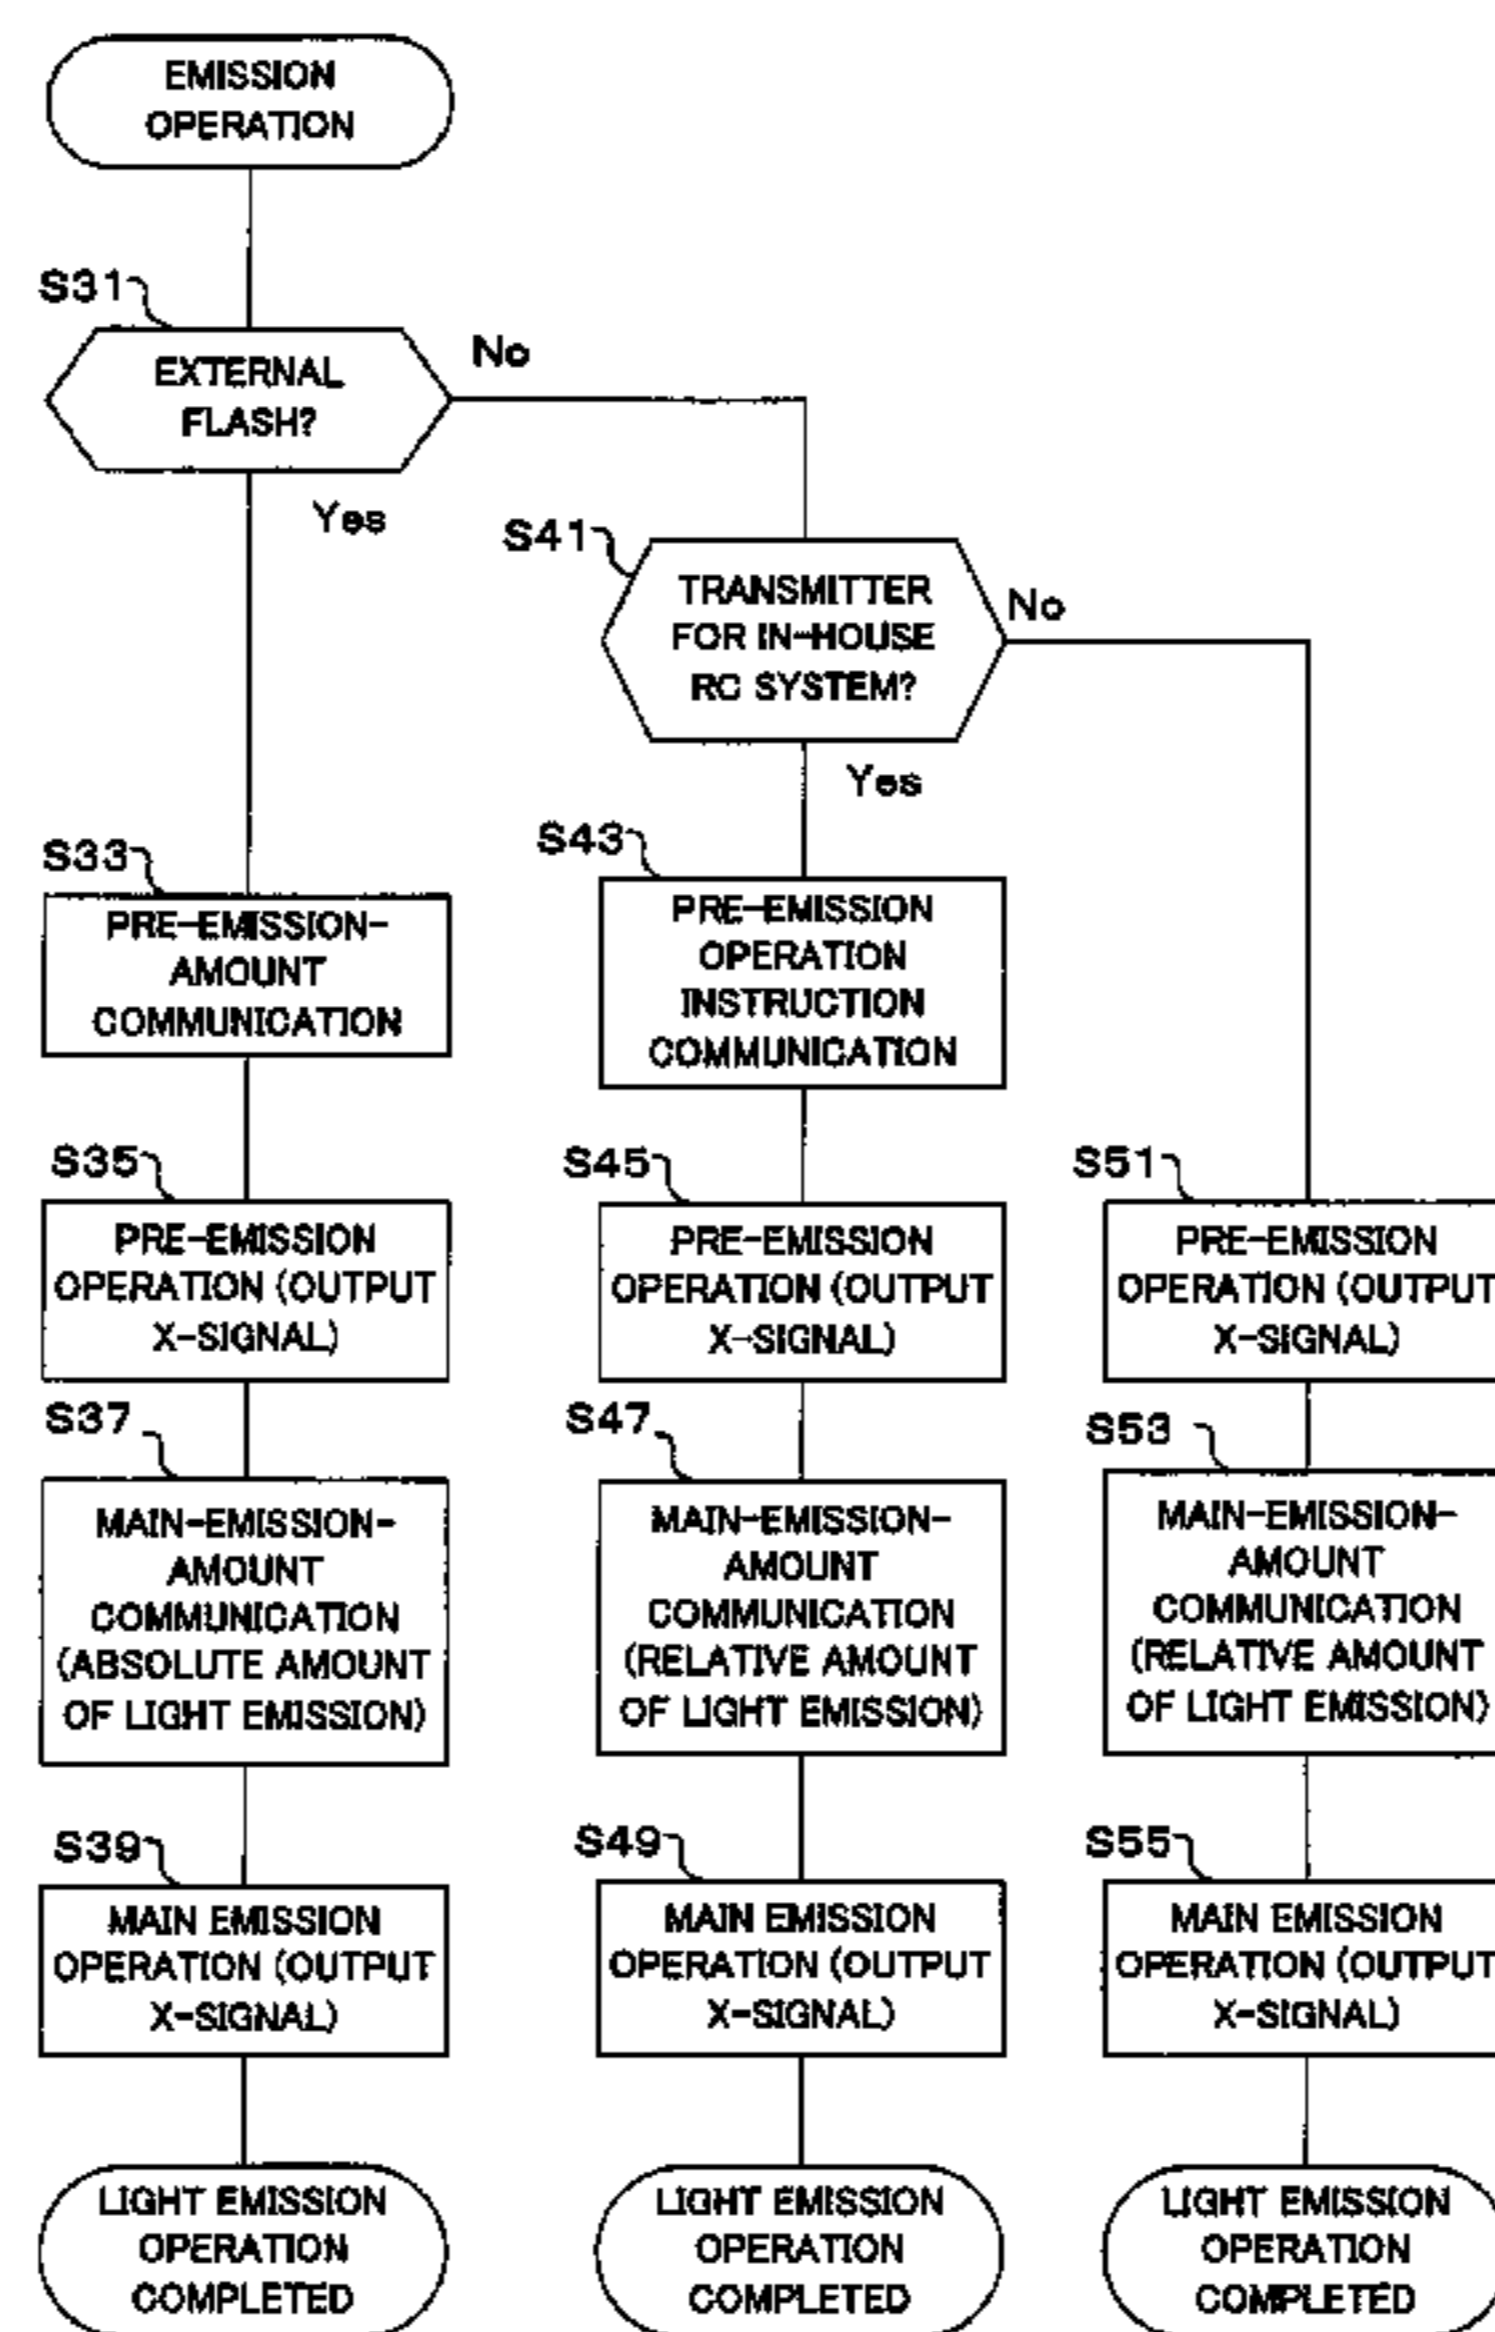 EMISSION
OPERATION
S31
EXTERNAL
FLASH?
No
Yes
S41
TRANSMITTER
FOR IN-HOUSE
RC SYSTEM?
No
Yes
S33
PRE-EMISSION-
AMOUNT
COMMUNICATION
S43
PRE-EMISSION
OPERATION
INSTRUCTION
COMMUNICATION
S35
PRE-EMISSION
OPERATION (OUTPUT
X-SIGNAL)
S45
PRE-EMISSION
OPERATION (OUTPUT
X-SIGNAL)
S51
PRE-EMISSION
OPERATION (OUTPUT
X-SIGNAL)
S37
MAIN-EMISSION-
AMOUNT
COMMUNICATION
(ABSOLUTE AMOUNT
OF LIGHT EMISSION)
S47
MAIN-EMISSION-
AMOUNT
COMMUNICATION
(RELATIVE AMOUNT
OF LIGHT EMISSION)
S53
MAIN-EMISSION-
AMOUNT
COMMUNICATION
(RELATIVE AMOUNT
OF LIGHT EMISSION)
S39
MAIN EMISSION
OPERATION (OUTPUT
X-SIGNAL)
S49
MAIN EMISSION
OPERATION (OUTPUT
X-SIGNAL)
S55
MAIN EMISSION
OPERATION (OUTPUT
X-SIGNAL)
LIGHT EMISSION
OPERATION
COMPLETED
LIGHT EMISSION
OPERATION
COMPLETED
LIGHT EMISSION
OPERATION
COMPLETED